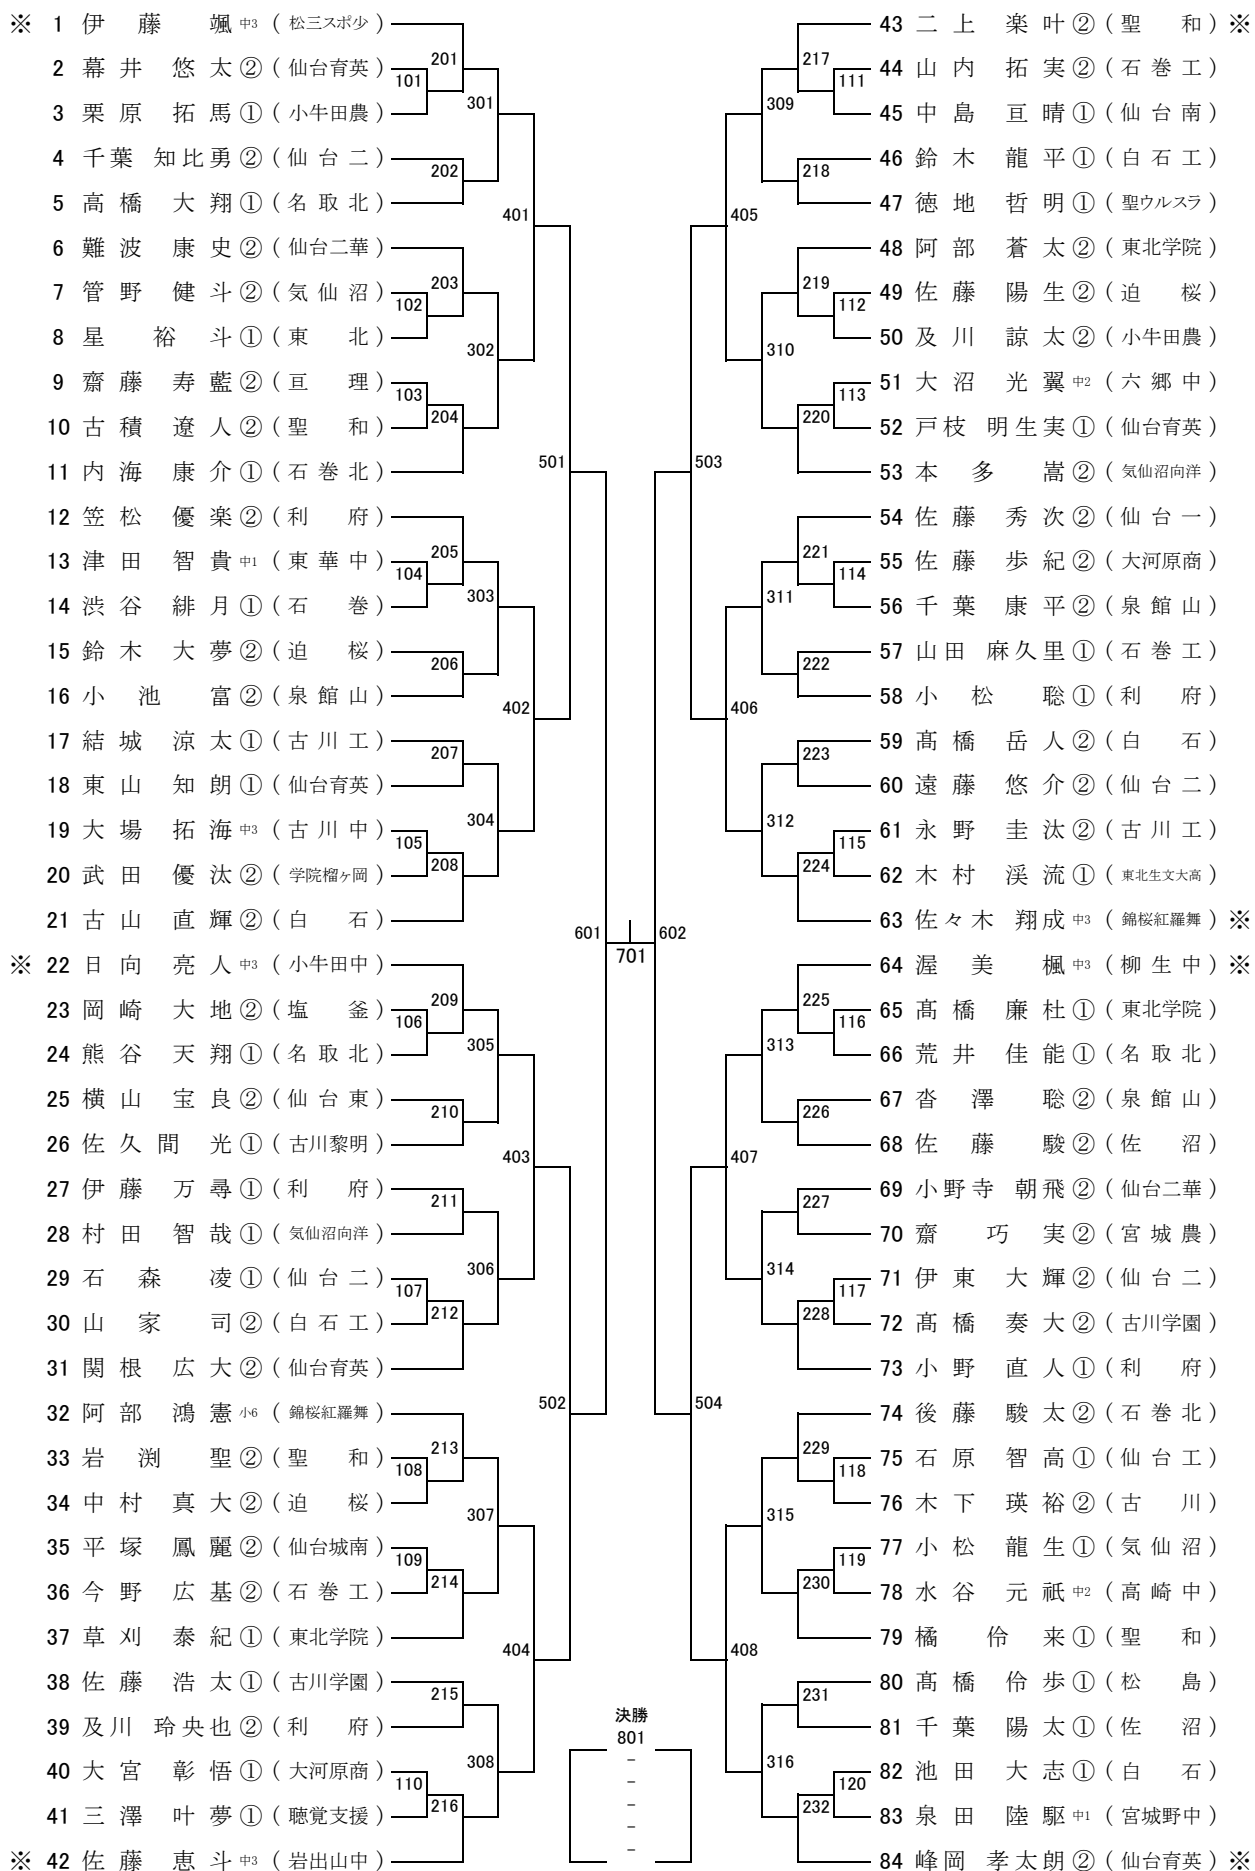 ※ 1 伊藤 颯 中3 (松三スポ少)
2 幕井 悠太② (仙台育英)
3 栗原 拓馬① (小牛田農)
4 千葉 知比勇② (仙台二)
5 高橋 大翔① (名取北)
6 難波 康史② (仙台二華)
7 管野 健斗② (気仙沼)
8 星 裕斗① (東北)
9 齋藤 寿藍② (亘理)
10 古積 遼人② (聖和)
11 内海 康介① (石巻北)
12 笠松 優楽② (利府)
13 津田 智貴 中1 (東華中)
14 渋谷 緋月① (石巻)
15 鈴木 大夢② (迫桜)
16 小池 富② (泉館山)
17 結城 涼太① (古川工)
18 東山 知朗① (仙台育英)
19 大場 拓海 中3 (古川中)
20 武田 優汰② (学院榴ヶ岡)
21 古山 直輝② (白石)
※ 22 日向 亮人 中3 (小牛田中)
23 岡崎 大地② (塩釜)
24 熊谷 天翔① (名取北)
25 横山 宝良② (仙台東)
26 佐久間 光① (古川黎明)
27 伊藤 万尋① (利府)
28 村田 智哉① (気仙沼向洋)
29 石森 凌① (仙台二)
30 山家 司② (白石工)
31 関根 広大② (仙台育英)
32 阿部 鴻憲 小6 (錦桜紅羅舞)
33 岩渕 聖② (聖和)
34 中村 真大② (迫桜)
35 平塚 鳳麗② (仙台城南)
36 今野 広基② (石巻工)
37 草刈 泰紀① (東北学院)
38 佐藤 浩太① (古川学園)
39 及川 玲央也② (利府)
40 大宮 彰悟① (大河原商)
41 三澤 叶夢① (聴覚支援)
※ 42 佐藤 恵斗 中3 (岩出山中)
101
102
103
104
105
106
107
108
109
110
201
202
203
204
205
206
207
208
209
210
211
212
213
214
215
216
301
302
303
304
305
306
307
308
401
402
403
404
501
502
601
701
602
決勝
801
–
–
–
–
–
503
504
405
406
407
408
309
310
311
312
313
314
315
316
217
218
219
220
221
222
223
224
225
226
227
228
229
230
231
232
111
112
113
114
115
116
117
118
119
120
43 二上 楽叶② (聖和) ※
44 山内 拓実② (石巻工)
45 中島 亘晴① (仙台南)
46 鈴木 龍平① (白石工)
47 徳地 哲明① (聖ウルスラ)
48 阿部 蒼太② (東北学院)
49 佐藤 陽生② (迫桜)
50 及川 諒太② (小牛田農)
51 大沼 光翼 中2 (六郷中)
52 戸枝 明生実① (仙台育英)
53 本多 嵩② (気仙沼向洋)
54 佐藤 秀次② (仙台一)
55 佐藤 歩紀② (大河原商)
56 千葉 康平② (泉館山)
57 山田 麻久里① (石巻工)
58 小松 聡① (利府)
59 髙橋 岳人② (白石)
60 遠藤 悠介② (仙台二)
61 永野 圭汰② (古川工)
62 木村 渓流① (東北生文大高)
63 佐々木 翔成 中3 (錦桜紅羅舞) ※
64 渥美 楓 中3 (柳生中) ※
65 髙橋 廉杜① (東北学院)
66 荒井 佳能① (名取北)
67 沓澤 聡② (泉館山)
68 佐藤 駿② (佐沼)
69 小野寺 朝飛② (仙台二華)
70 齋 巧実② (宮城農)
71 伊東 大輝② (仙台二)
72 髙橋 奏大② (古川学園)
73 小野 直人① (利府)
74 後藤 駿太② (石巻北)
75 石原 智高① (仙台工)
76 木下 瑛裕② (古川)
77 小松 龍生① (気仙沼)
78 水谷 元祇 中2 (高崎中)
79 橘 伶来① (聖和)
80 髙橋 伶歩① (松島)
81 千葉 陽太① (佐沼)
82 池田 大志① (白石)
83 泉田 陸駆 中1 (宮城野中)
84 峰岡 孝太朗② (仙台育英) ※